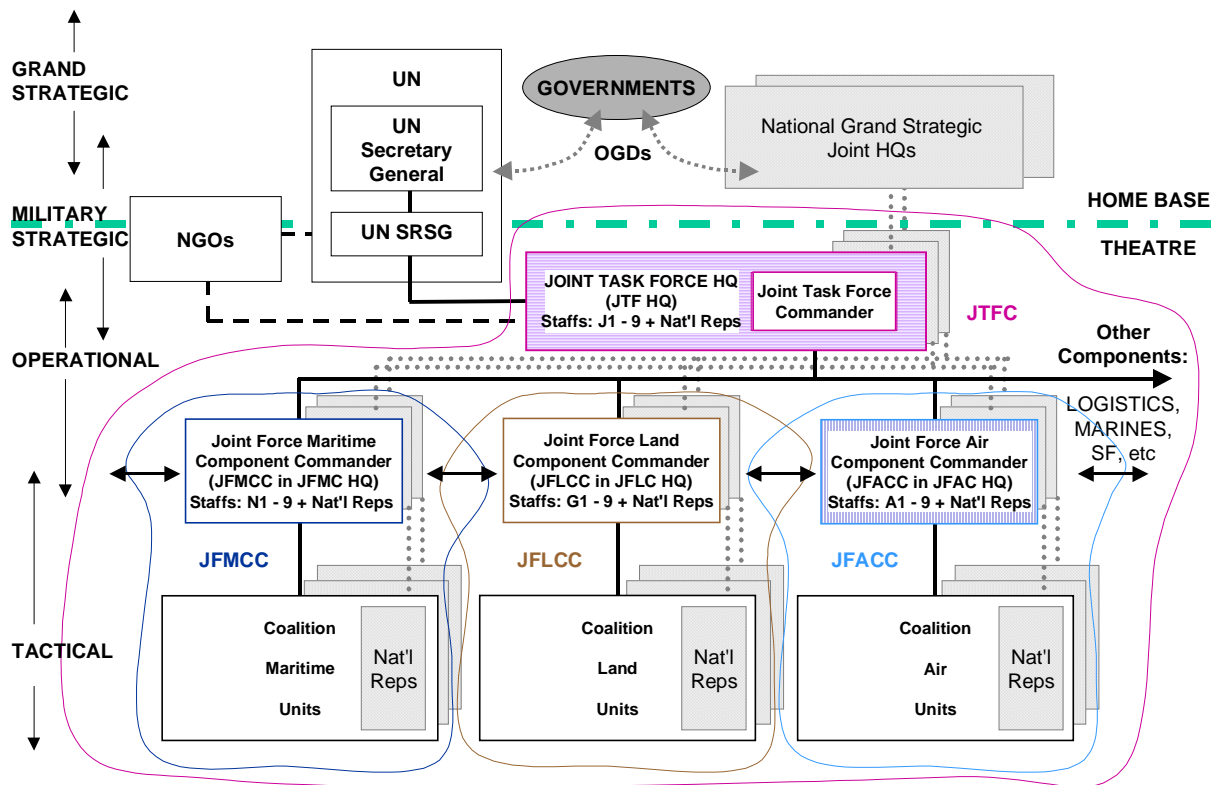 GRAND
STRATEGIC
MILITARY
STRATEGIC
OPERATIONAL
TACTICAL
UN
UN
Secretary
General
UN SRSG
NGOs
GOVERNMENTS
OGDs
National Grand Strategic
Joint HQs
HOME BASE
THEATRE
JOINT TASK FORCE HQ
(JTF HQ)
Staffs: J1 - 9 + Nat'l Reps
Joint Task Force
Commander
JTFC
Other
Components:
LOGISTICS,
MARINES,
SF, etc
Joint Force Maritime
Component Commander
(JFMCC in JFMC HQ)
Staffs: N1 - 9 + Nat'l Reps
Joint Force Land
Component Commander
(JFLCC in JFLC HQ)
Staffs: G1 - 9 + Nat'l Reps
Joint Force Air
Component Commander
(JFACC in JFAC HQ)
Staffs: A1 - 9 + Nat'l Reps
JFMCC
JFLCC
JFACC
Coalition
Maritime
Units
Nat'l
Reps
Coalition
Land
Units
Nat'l
Reps
Coalition
Air
Units
Nat'l
Reps